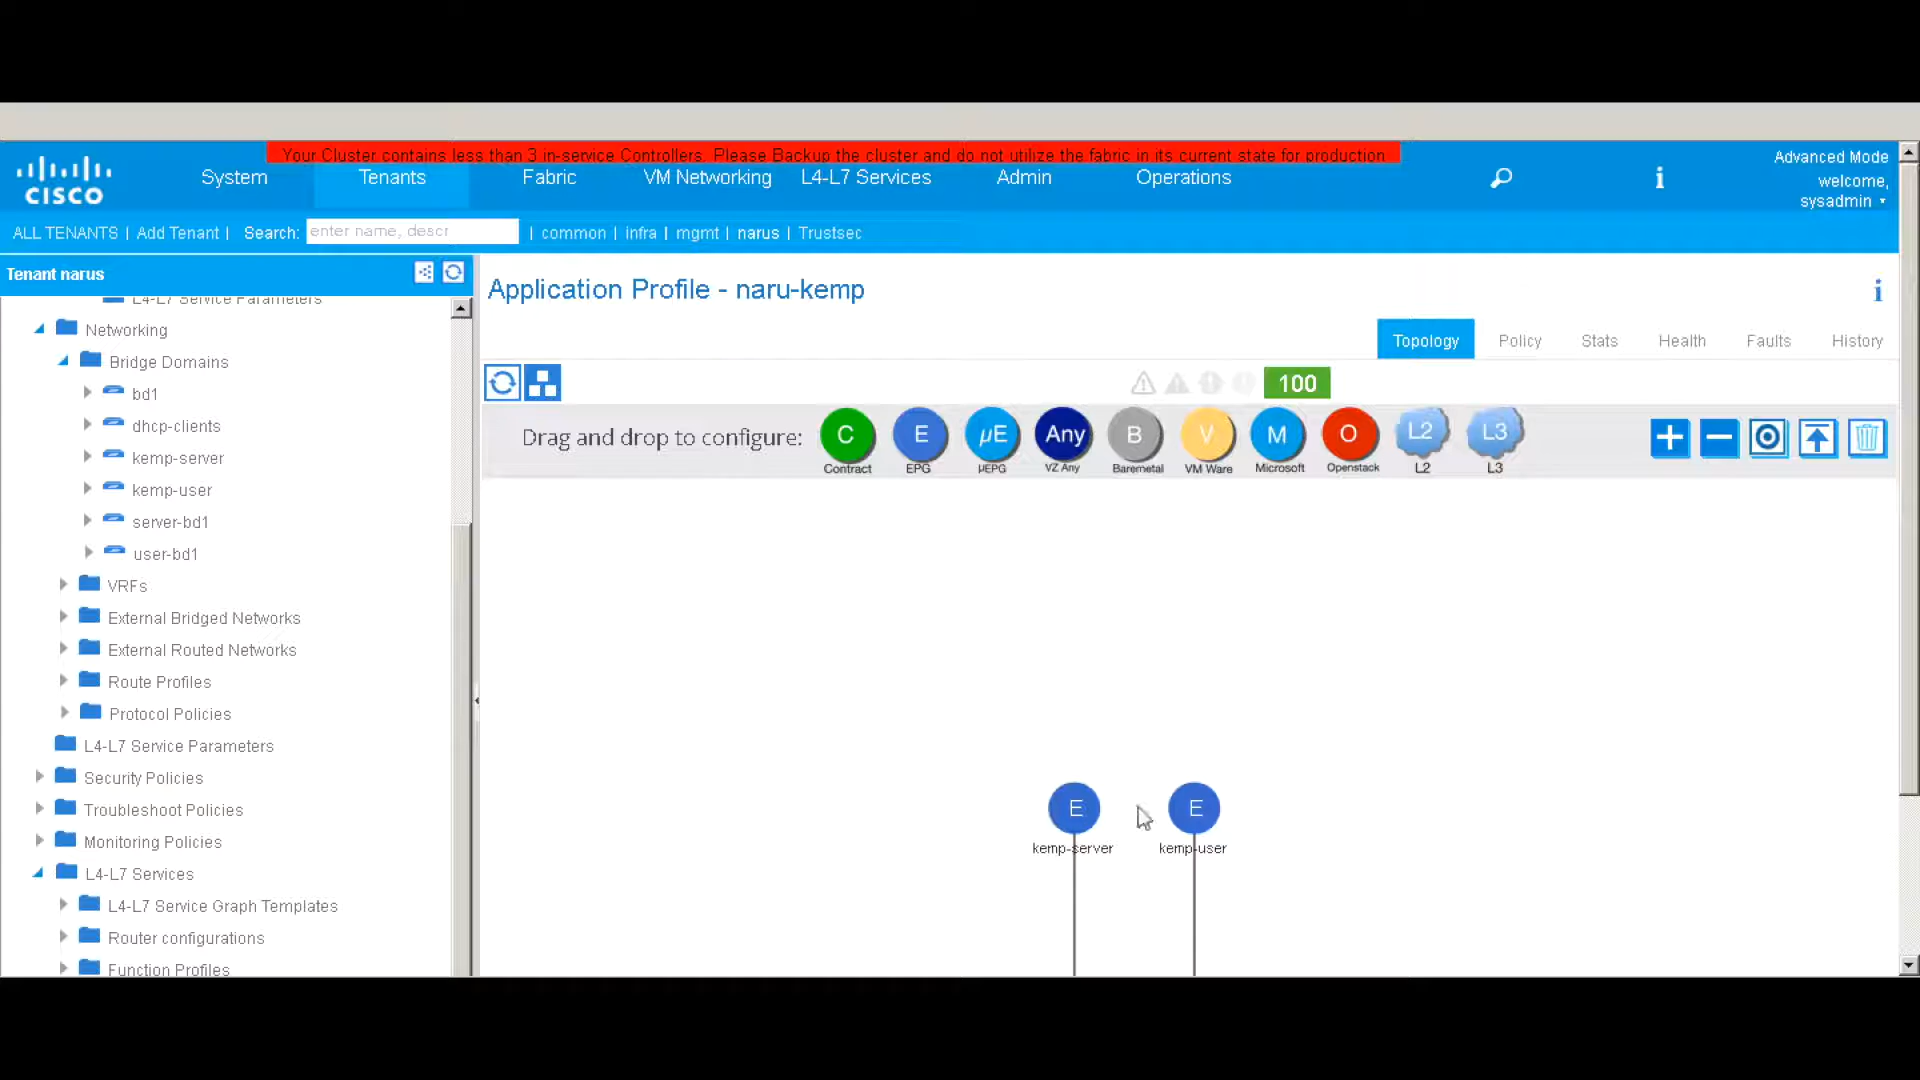 Your Cluster contains less than 3 in-service Controllers. Please Backup the cluster and do not utilize the fabric in its current state for production
CISCO
System
Tenants
Fabric
VM Networking
L4-L7 Services
Admin
Operations
i
Advanced Mode
welcome,
sysadmin
ALL TENANTS | Add Tenant | Search: enter name, descr | common | infra | mgmt | narus | Trustsec
Tenant narus
L4-L7 Service Parameters
Networking
Bridge Domains
bd1
dhcp-clients
kemp-server
kemp-user
server-bd1
user-bd1
VRFs
External Bridged Networks
External Routed Networks
Route Profiles
Protocol Policies
L4-L7 Service Parameters
Security Policies
Troubleshoot Policies
Monitoring Policies
L4-L7 Services
L4-L7 Service Graph Templates
Router configurations
Function Profiles
Application Profile - naru-kemp
i
Topology
Policy
Stats
Health
Faults
History
100
Drag and drop to configure:
C
Contract
E
EPG
µE
µEPG
Any
VZ Any
B
Baremetal
V
VM Ware
M
Microsoft
O
Openstack
L2
L2
L3
L3
E
kemp-server
E
kemp-user